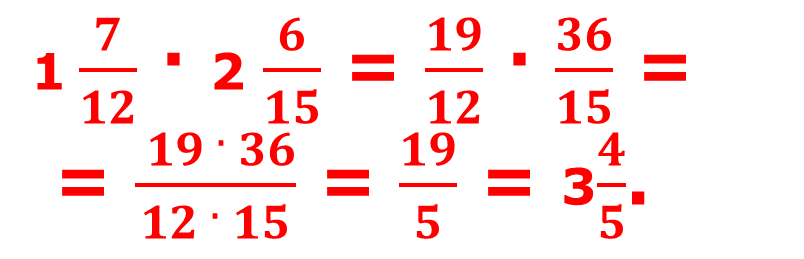 1 7/12 · 2 6/15 = 19/12 · 36/15 =
= 19 · 36/12 · 15 = 19/5 = 3 4/5.